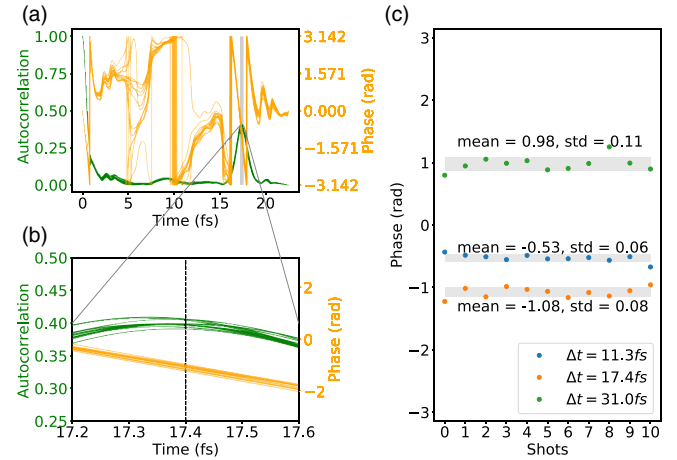 (a)
1.00
0.75
0.50
0.25
0.00
Autocorrelation
3.142
1.571
0.000
−1.571
−3.142
Phase (rad)
0
5
10
15
20
Time (fs)
(b)
0.50
0.45
0.40
0.35
0.30
0.25
Autocorrelation
2
0
−2
Phase (rad)
17.2
17.3
17.4
17.5
17.6
Time (fs)
(c)
3
2
1
0
−1
−2
−3
Phase (rad)
mean = 0.98, std = 0.11
mean = -0.53, std = 0.06
mean = -1.08, std = 0.08
Δt = 11.3fs
Δt = 17.4fs
Δt = 31.0fs
0 1 2 3 4 5 6 7 8 9 10
Shots